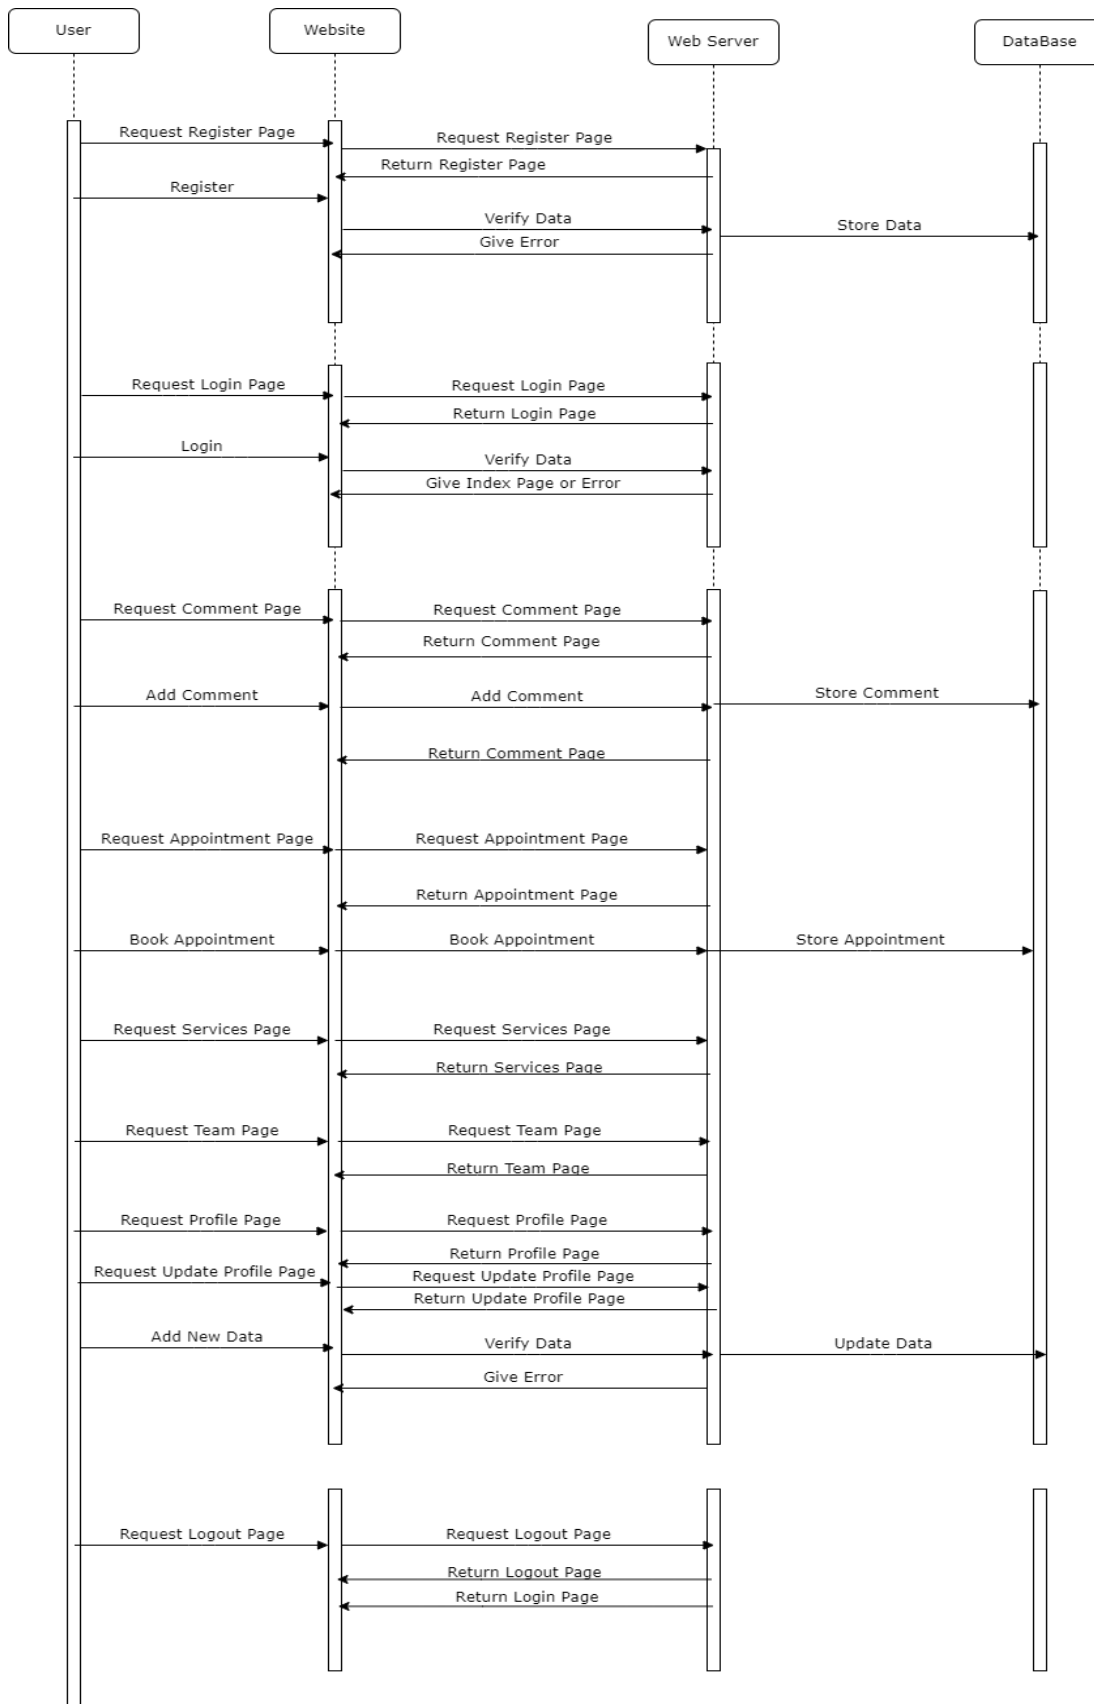 User
Website
Web Server
DataBase
Request Register Page
Request Register Page
Return Register Page
Register
Verify Data
Store Data
Give Error
Request Login Page
Request Login Page
Return Login Page
Login
Verify Data
Give Index Page or Error
Request Comment Page
Request Comment Page
Return Comment Page
Add Comment
Add Comment
Store Comment
Return Comment Page
Request Appointment Page
Request Appointment Page
Return Appointment Page
Book Appointment
Book Appointment
Store Appointment
Request Services Page
Request Services Page
Return Services Page
Request Team Page
Request Team Page
Return Team Page
Request Profile Page
Request Profile Page
Return Profile Page
Request Update Profile Page
Request Update Profile Page
Return Update Profile Page
Add New Data
Verify Data
Update Data
Give Error
Request Logout Page
Request Logout Page
Return Logout Page
Return Login Page